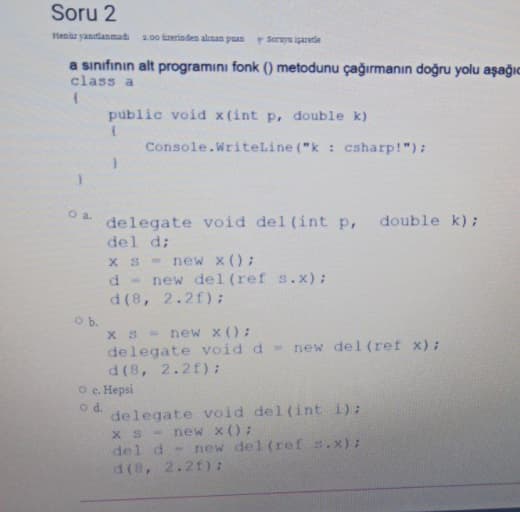 Soru 2
Henüz yanıtlanmadı 2.00 üzerinden alınan puan Soruyu işaretle
a sınıfının alt programını fonk () metodunu çağırmanın doğru yolu
class a
{
public void x(int p, double k)
{
Console.WriteLine("k : csharp!");
}
}
a.
delegate void del(int p, double k);
del d;
x s = new x();
d = new del(ref s.x);
d(8, 2.2f);
b.
x s = new x();
delegate void d = new del(ref x);
d(8, 2.2f);
c. Hepsi
d.
delegate void del(int i);
x s = new x();
del d = new del(ref s.x);
d(8, 2.2f);